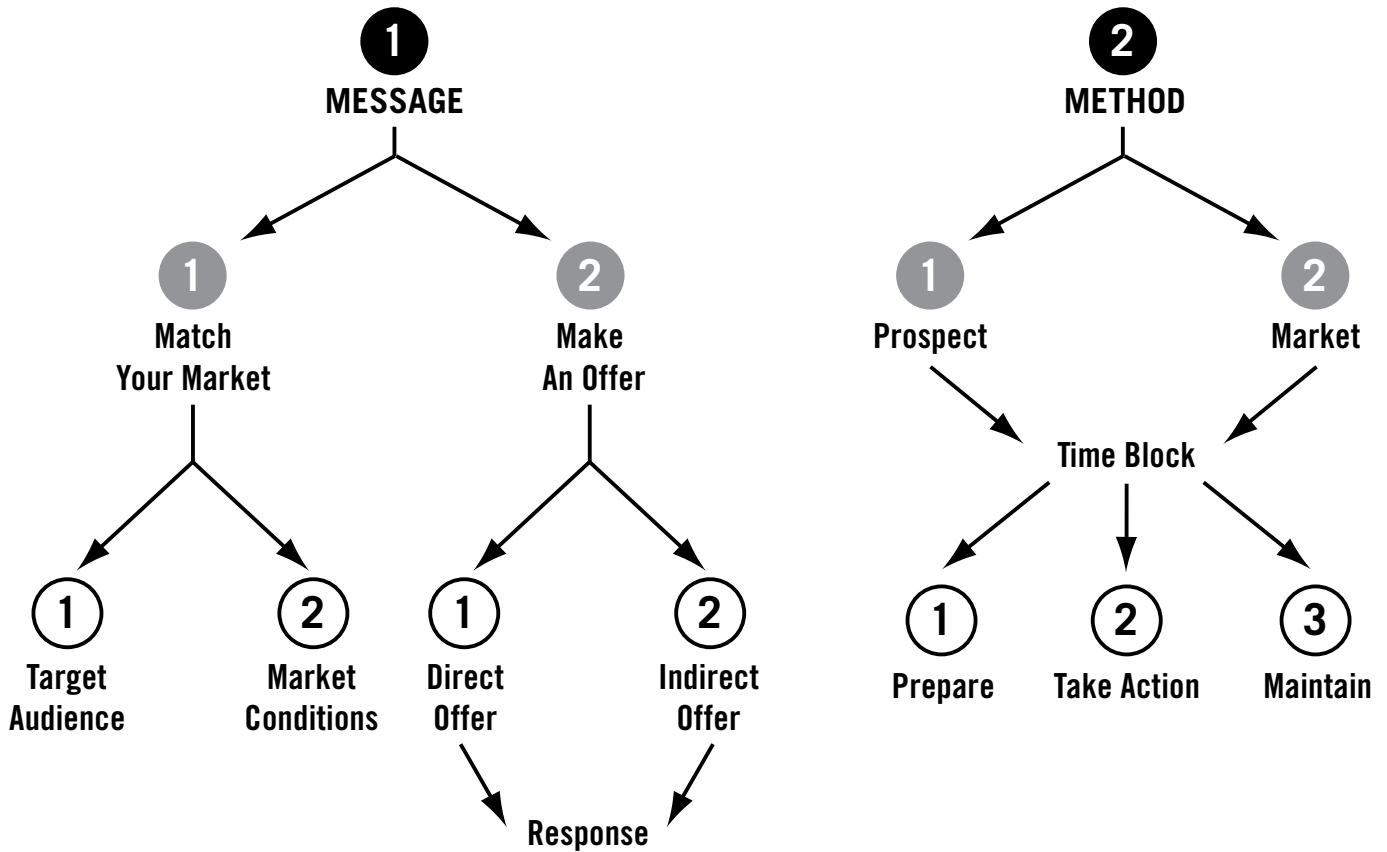 1
MESSAGE
1
Match
Your Market
2
Make
An Offer
1
Target
Audience
2
Market
Conditions
1
Direct
Offer
2
Indirect
Offer
Response
2
METHOD
1
Prospect
2
Market
Time Block
1
Prepare
2
Take Action
3
Maintain